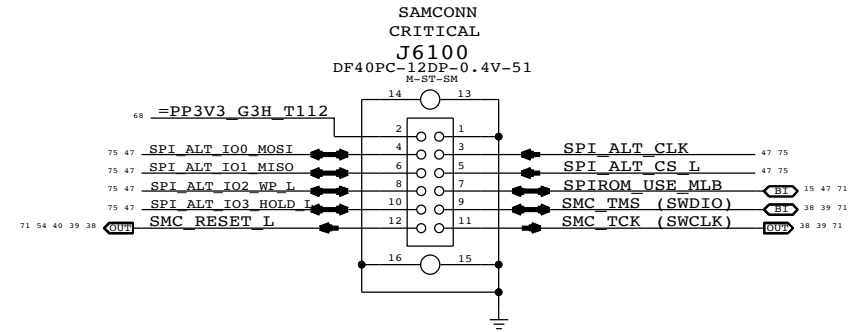 SAMCONN
CRITICAL
J6100
DF40PC-12DP-0.4V-51
M-ST-SM
14 13
68 =PP3V3_G3H_T112
2 1
75 47 SPI_ALT_IO0_MOSI 4 3 SPI_ALT_CLK 47 75
75 47 SPI_ALT_IO1_MISO 6 5 SPI_ALT_CS_L 47 75
75 47 SPI_ALT_IO2_WP_L 8 7 SPIROM_USE_MLB BI 15 47 71
75 47 SPI_ALT_IO3_HOLD_L 10 9 SMC_TMS (SWDIO) BI 38 39 71
71 54 40 39 38 OUT SMC_RESET_L 12 11 SMC_TCK (SWCLK) OUT 38 39 71
16 15